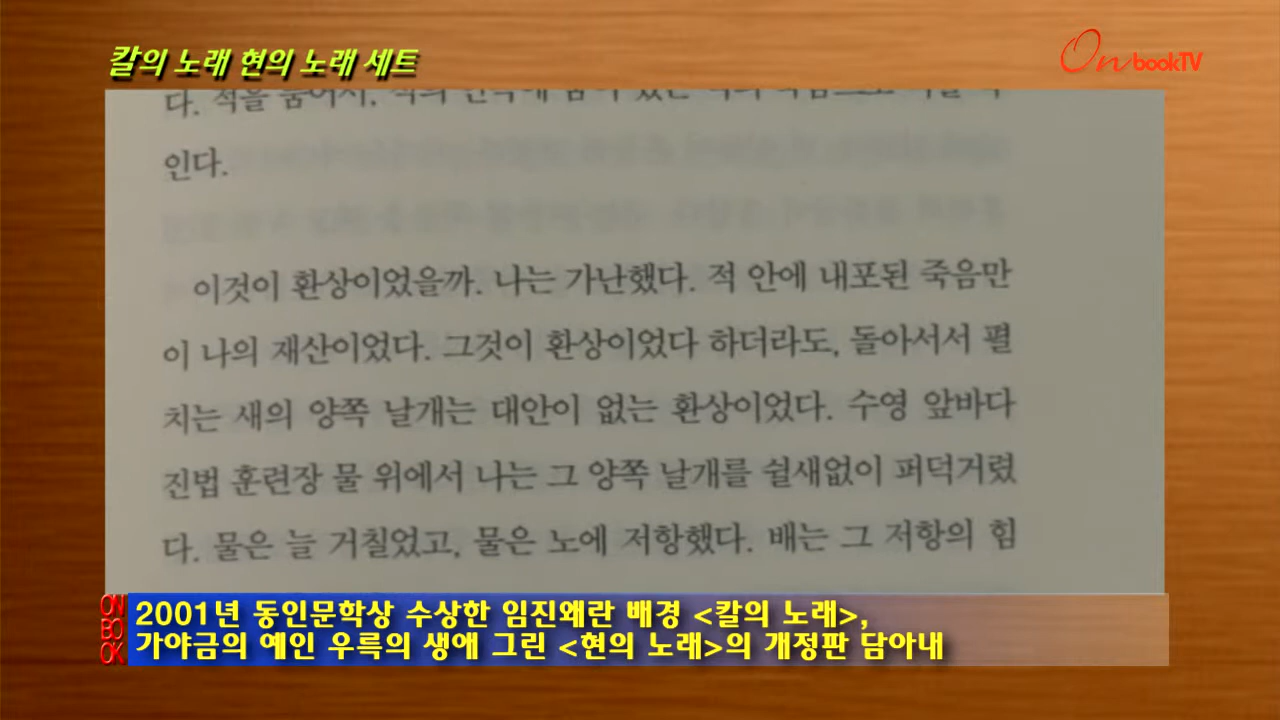 칼의 노래 현의 노래 세트
On bookTV
인다.
이것이 환상이었을까. 나는 가난했다. 적 안에 내포된 죽음만
이 나의 재산이었다. 그것이 환상이었다 하더라도, 돌아서서 펼
치는 새의 양쪽 날개는 대안이 없는 환상이었다. 수영 앞바다
진법 훈련장 물 위에서 나는 그 양쪽 날개를 쉴새없이 퍼덕거렸
다. 물은 늘 거칠었고, 물은 노에 저항했다. 배는 그 저항의 힘
ON
BO
OK
2001년 동인문학상 수상한 임진왜란 배경 <칼의 노래>,
가야금의 예인 우륵의 생애 그린 <현의 노래>의 개정판 담아내